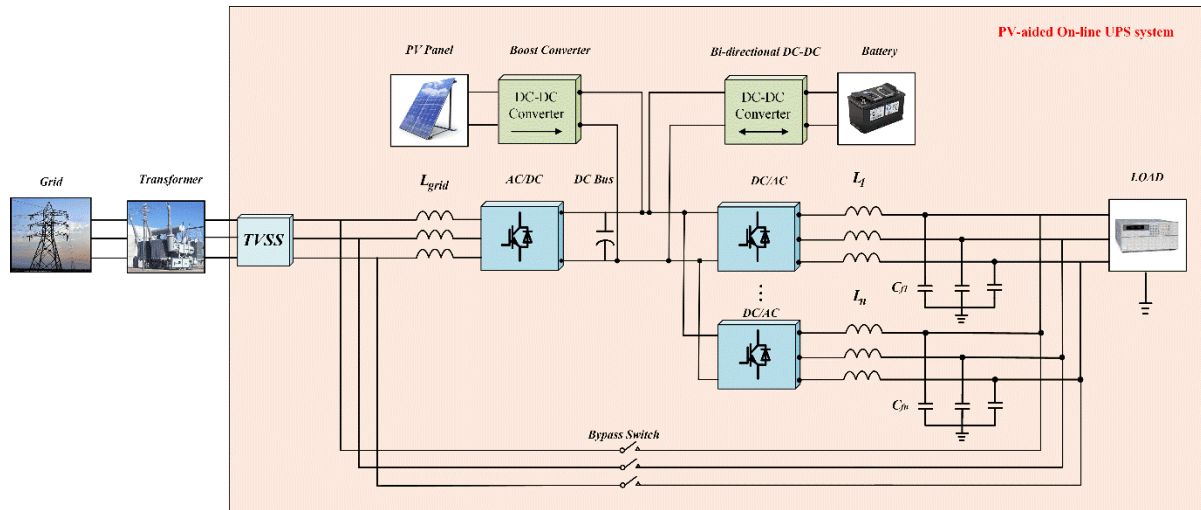 PV-aided On-line UPS system
PV Panel
Boost Converter
Bi-directional DC-DC
Battery
DC-DC
Converter
DC-DC
Converter
Grid
Transformer
Lgrid
AC/DC
DC Bus
DC/AC
L1
LOAD
TVSS
Cf1
⋮
DC/AC
Ln
Cfn
Bypass Switch